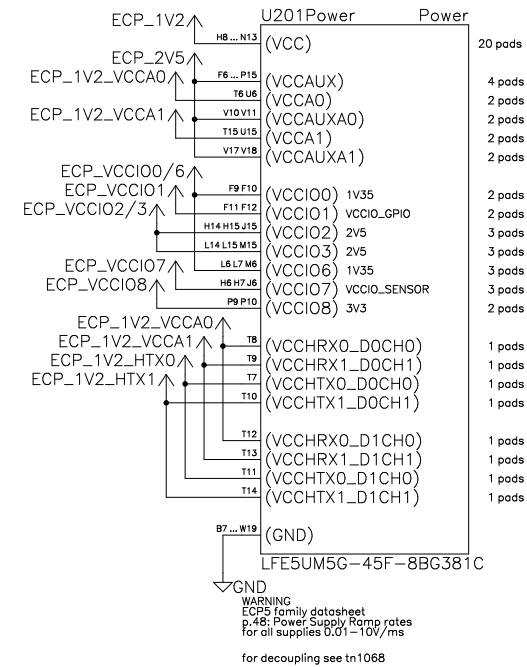 U201Power Power
ECP_1V2 H8 ... N13 (VCC) 20 pads
ECP_2V5 F6 ... P15 (VCCAUX) 4 pads
ECP_1V2_VCCA0 T6 U6 (VCCA0) 2 pads
V10 V11 (VCCAUXA0) 2 pads
ECP_1V2_VCCA1 T15 U15 (VCCA1) 2 pads
V17 V18 (VCCAUXA1) 2 pads
ECP_VCCIO0/6 F9 F10 (VCCIO0) 1V35 2 pads
ECP_VCCIO1 F11 F12 (VCCIO1) VCCIO_GPIO 2 pads
ECP_VCCIO2/3 H14 H15 J15 (VCCIO2) 2V5 3 pads
L14 L15 M15 (VCCIO3) 2V5 3 pads
L6 L7 M6 (VCCIO6) 1V35 3 pads
ECP_VCCIO7 H6 H7 J6 (VCCIO7) VCCIO_SENSOR 3 pads
ECP_VCCIO8 P9 P10 (VCCIO8) 3V3 2 pads
ECP_1V2_VCCA0 T8 (VCCHRX0_D0CH0) 1 pads
ECP_1V2_VCCA1 T9 (VCCHRX1_D0CH1) 1 pads
ECP_1V2_HTX0 T7 (VCCHTX0_D0CH0) 1 pads
ECP_1V2_HTX1 T10 (VCCHTX1_D0CH1) 1 pads
T12 (VCCHRX0_D1CH0) 1 pads
T13 (VCCHRX1_D1CH1) 1 pads
T11 (VCCHTX0_D1CH0) 1 pads
T14 (VCCHTX1_D1CH1) 1 pads
B7 ... W19 (GND)
LFE5UM5G-45F-8BG381C
GND
WARNING
ECP5 family datasheet
p.48: Power Supply Ramp rates
for all supplies 0.01-10V/ms
for decoupling see tn1068